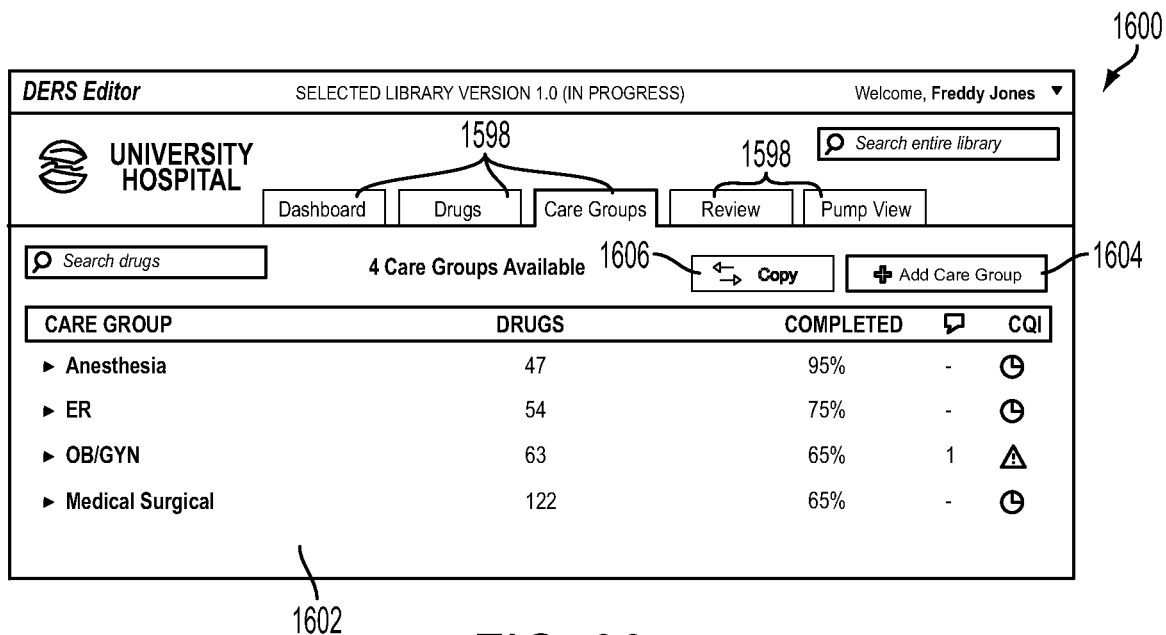 1600
DERS Editor SELECTED LIBRARY VERSION 1.0 (IN PROGRESS) Welcome, Freddy Jones
UNIVERSITY
HOSPITAL
1598
1598
Search entire library
Dashboard Drugs Care Groups Review Pump View
Search drugs
4 Care Groups Available
1606
Copy
Add Care Group
1604
CARE GROUP DRUGS COMPLETED CQI
Anesthesia 47 95% -
ER 54 75% -
OB/GYN 63 65% 1
Medical Surgical 122 65% -
1602